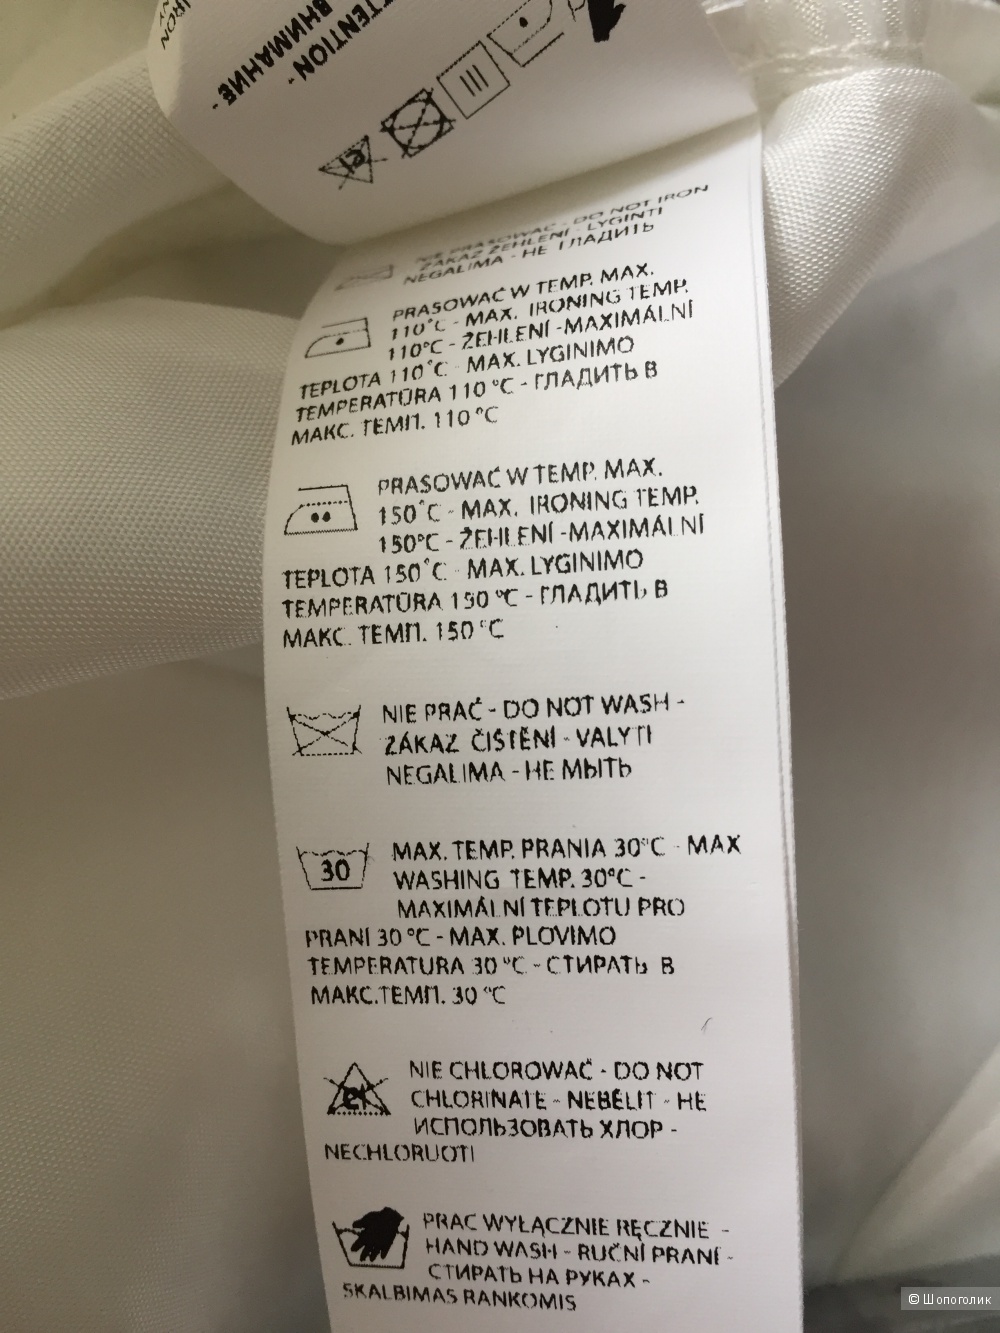 IRON
ATTENTION -
ВНИМАНИЕ -
NIE PRASOWAĆ - DO NOT IRON
ZÁKAZ ŽEHLENÍ - LYGINTI
NEGALIMA - НЕ ГЛАДИТЬ
PRASOWAĆ W TEMP. MAX.
110°C - MAX. IRONING TEMP.
110°C - ŽEHLENÍ -MAXIMÁLNÍ
TEPLOTA 110°C - MAX. LYGINIMO
TEMPERATŪRA 110 °C - ГЛАДИТЬ В
МАКС. ТЕМП. 110 °C
PRASOWAĆ W TEMP. MAX.
150°C - MAX. IRONING TEMP.
150°C - ŽEHLENÍ -MAXIMÁLNÍ
TEPLOTA 150°C - MAX. LYGINIMO
TEMPERATŪRA 150 °C - ГЛАДИТЬ В
МАКС. ТЕМП. 150 °C
NIE PRAĆ - DO NOT WASH -
ZÁKAZ ČIŠTĚNÍ - VALYTI
NEGALIMA - НЕ МЫТЬ
30 MAX. TEMP. PRANIA 30°C - MAX
WASHING TEMP. 30°C -
MAXIMÁLNÍ TEPLOTU PRO
PRANÍ 30 °C - MAX. PLOVIMO
TEMPERATURA 30 °C - СТИРАТЬ В
МАКС.ТЕМП. 30 °C
NIE CHLOROWAĆ - DO NOT
CHLORINATE - NEBĚLIT - НЕ
ИСПОЛЬЗОВАТЬ ХЛОР -
NECHLORUOTI
PRAC WYŁĄCZNIE RĘCZNIE -
HAND WASH - RUČNÍ PRANÍ -
СТИРАТЬ НА РУКАХ -
SKALBIMAS RANKOMIS
© Шопоголик